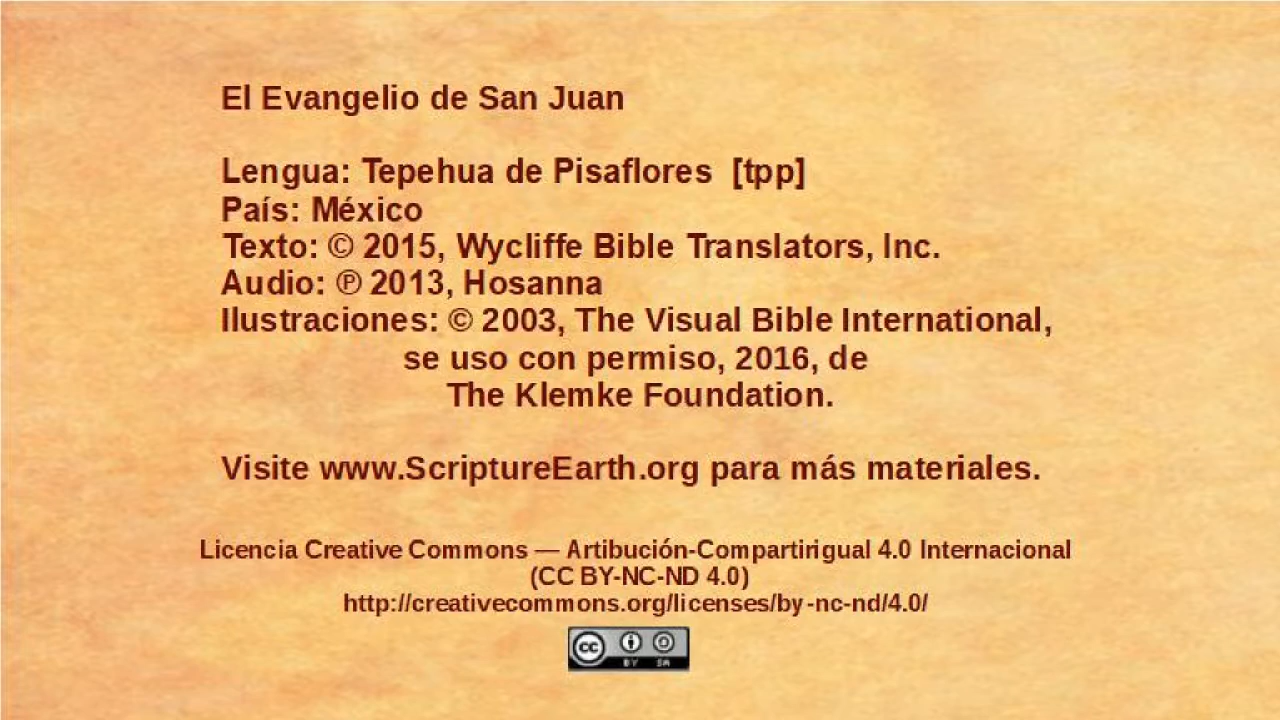 El Evangelio de San Juan
Lengua: Tepehua de Pisaflores [tpp]
País: México
Texto: © 2015, Wycliffe Bible Translators, Inc.
Audio: ℗ 2013, Hosanna
Ilustraciones: © 2003, The Visual Bible International,
se uso con permiso, 2016, de
The Klemke Foundation.
Visite www.ScriptureEarth.org para más materiales.
Licencia Creative Commons — Artibución-Compartirigual 4.0 Internacional
(CC BY-NC-ND 4.0)
http://creativecommons.org/licenses/by-nc-nd/4.0/
cc
BY SA